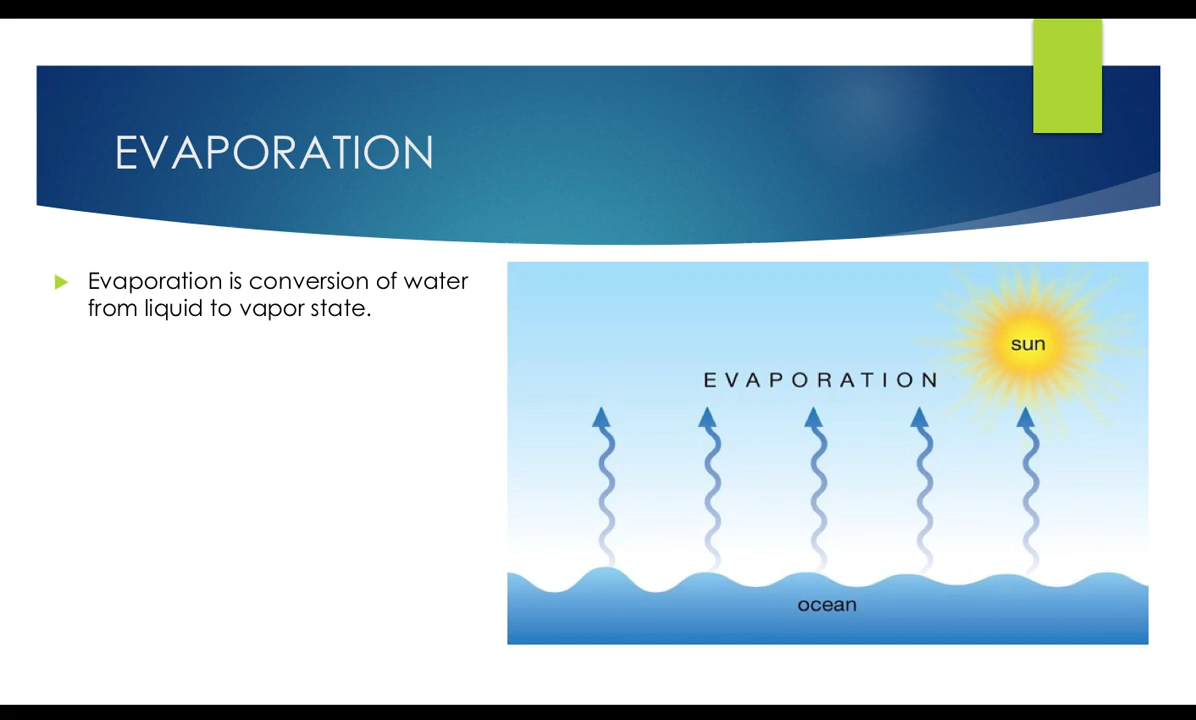 EVAPORATION
Evaporation is conversion of water
from liquid to vapor state.
sun
EVAPORATION
ocean